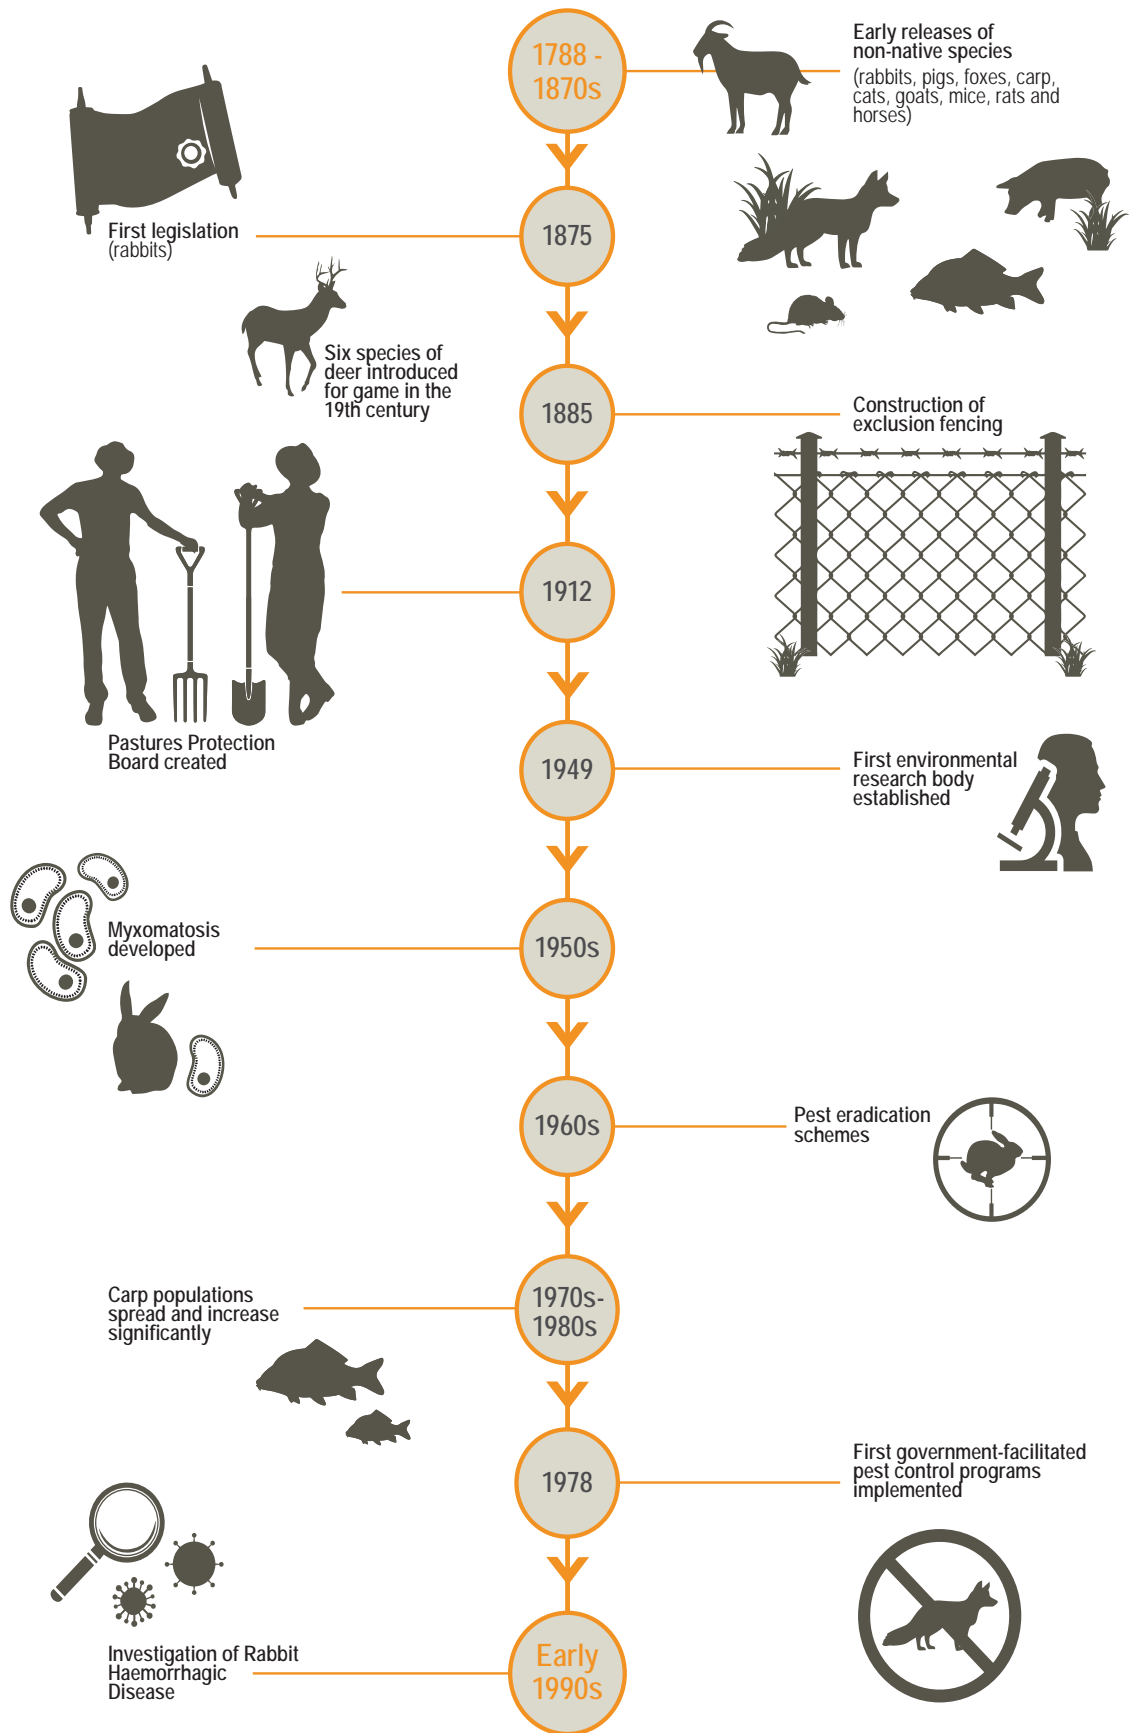 1788 -
1870s
Early releases of
non-native species
(rabbits, pigs, foxes, carp,
cats, goats, mice, rats and
horses)
First legislation
(rabbits)
1875
Six species of
deer introduced
for game in the
19th century
1885
Construction of
exclusion fencing
1912
Pastures Protection
Board created
1949
First environmental
research body
established
Myxomatosis
developed
1950s
1960s
Pest eradication
schemes
Carp populations
spread and increase
significantly
1970s-
1980s
1978
First government-facilitated
pest control programs
implemented
Investigation of Rabbit
Haemorrhagic
Disease
Early
1990s